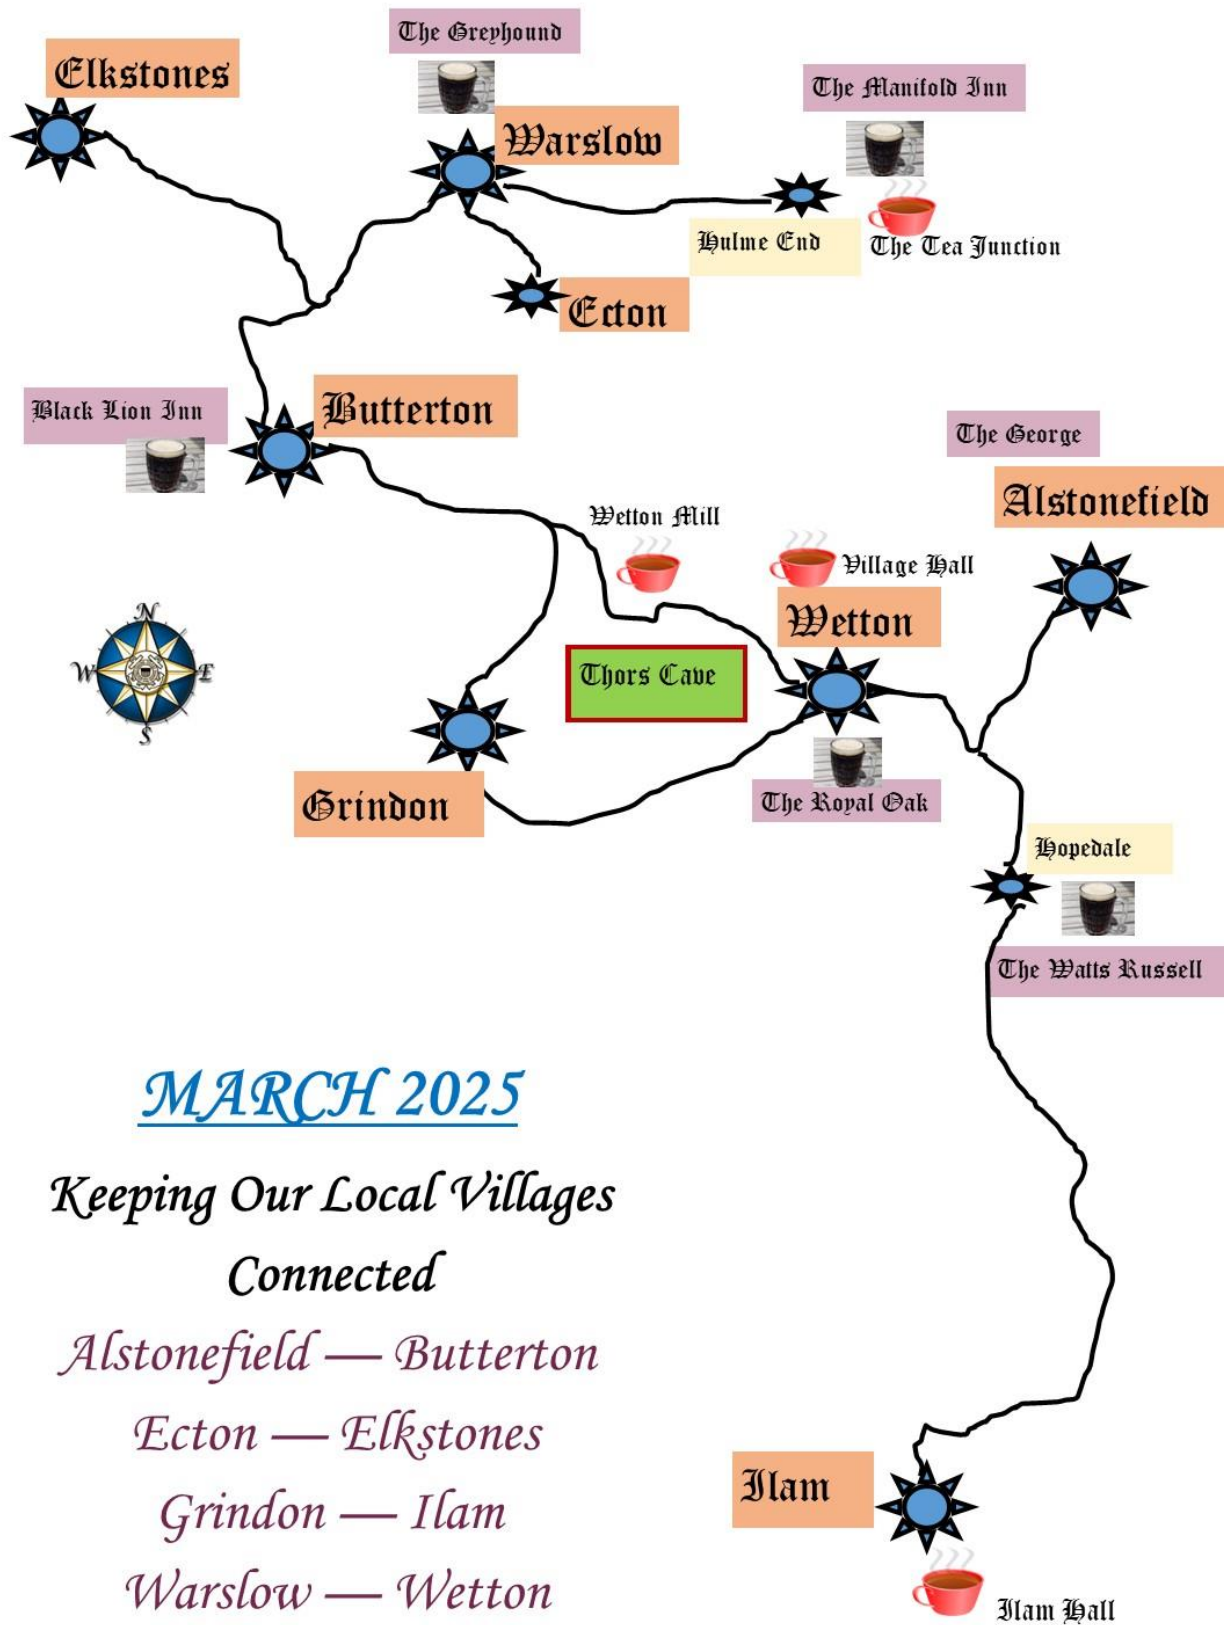 The Greyhound
Elkstones
The Manifold Inn
Warslow
Hulme End
The Tea Junction
Ecton
Black Lion Inn
Butterton
The George
Alstonefield
Wetton Mill
Village Hall
Wetton
N
W E
S
Thors Cave
Grindon
The Royal Oak
Hopedale
The Watts Russell
MARCH 2025
Keeping Our Local Villages
Connected
Alstonefield — Butterton
Ecton — Elkstones
Grindon — Ilam
Warslow — Wetton
Ilam
Ilam Hall